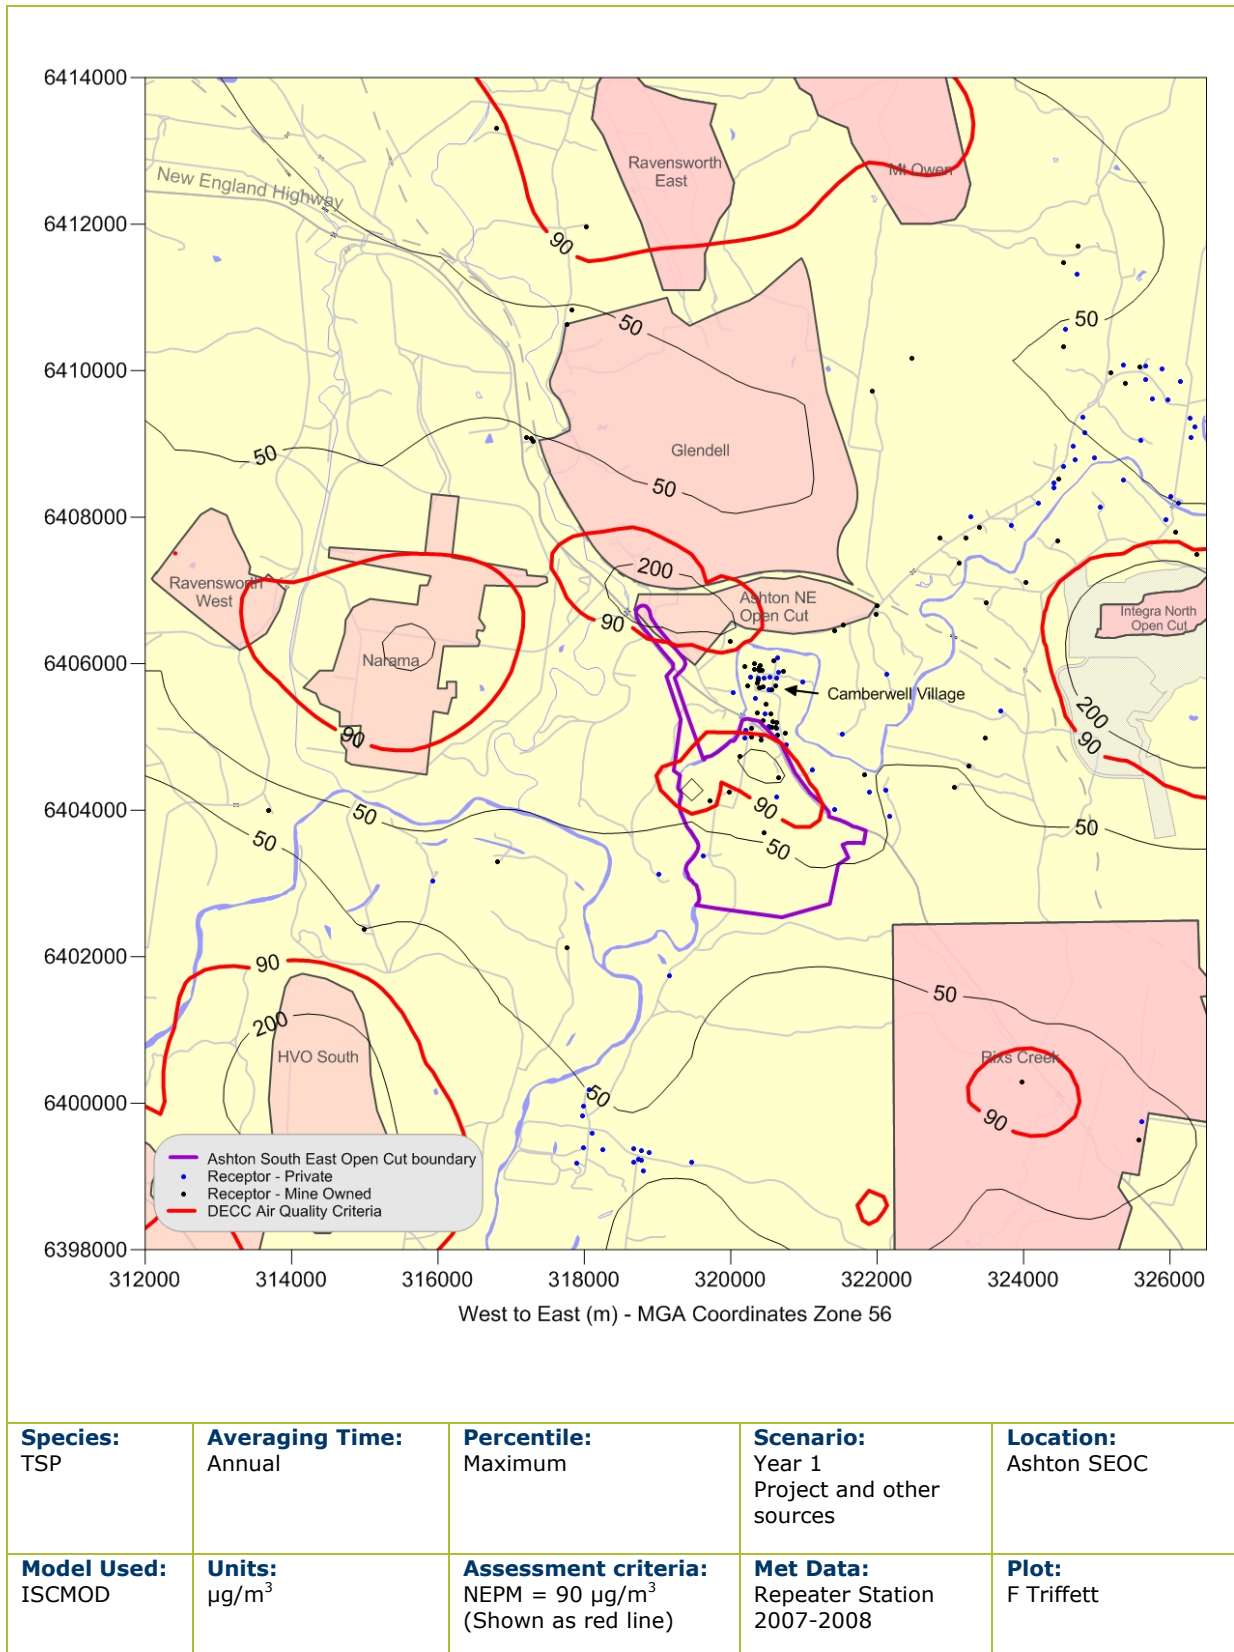 6414000
6412000
6410000
6408000
6406000
6404000
6402000
6400000
6398000
312000 314000 316000 318000 320000 322000 324000 326000
West to East (m) - MGA Coordinates Zone 56
New England Highway
Ravensworth
East
Mt Owen
90
50
50
50
Glendell
50
Ravensworth
West
Narama
90
200
90
Ashton NE
Open Cut
Integra North
Open Cut
Camberwell Village
200
90
50
50
90
50
50
90
200
HVO South
50
50
Rixs Creek
90
Ashton South East Open Cut boundary
Receptor - Private
Receptor - Mine Owned
DECC Air Quality Criteria
Species:
TSP
Averaging Time:
Annual
Percentile:
Maximum
Scenario:
Year 1
Project and other
sources
Location:
Ashton SEOC
Model Used:
ISCMOD
Units:
µg/m³
Assessment criteria:
NEPM = 90 µg/m³
(Shown as red line)
Met Data:
Repeater Station
2007-2008
Plot:
F Triffett